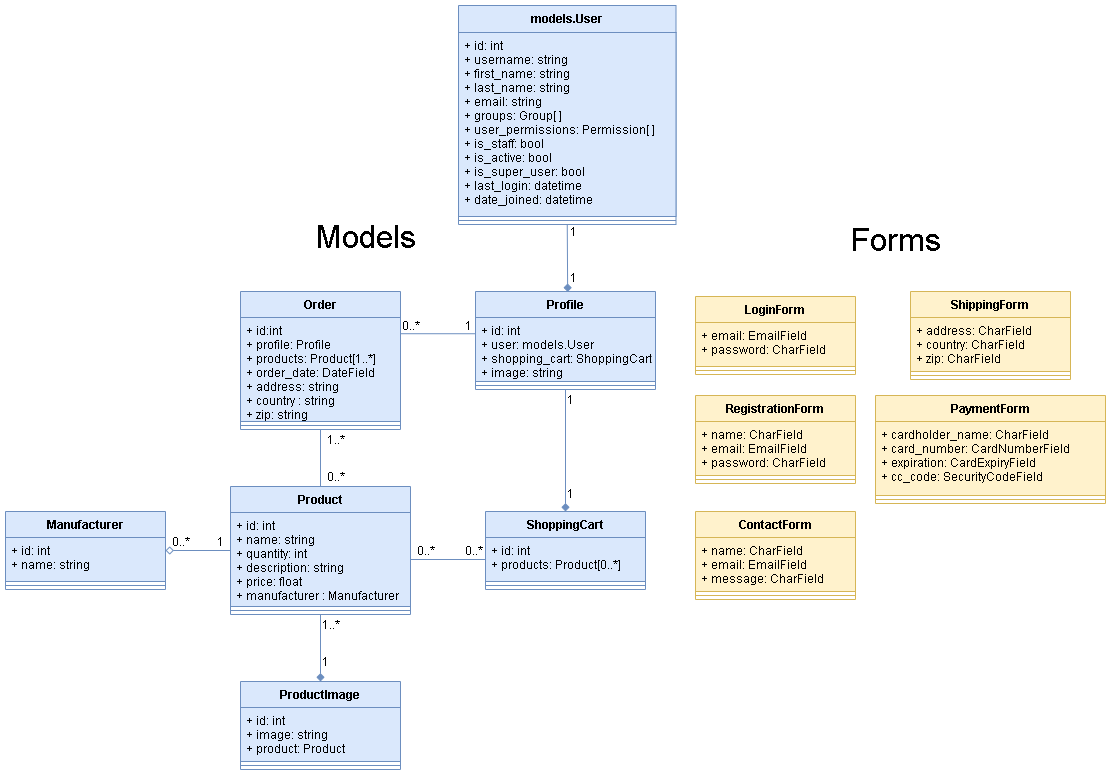 models.User
+ id: int
+ username: string
+ first_name: string
+ last_name: string
+ email: string
+ groups: Group[ ]
+ user_permissions: Permission[ ]
+ is_staff: bool
+ is_active: bool
+ is_super_user: bool
+ last_login: datetime
+ date_joined: datetime
1
1
Models
Forms
Order
+ id:int
+ profile: Profile
+ products: Product[1..*]
+ order_date: DateField
+ address: string
+ country : string
+ zip: string
0..*
1
Profile
+ id: int
+ user: models.User
+ shopping_cart: ShoppingCart
+ image: string
1
1
1..*
0..*
Manufacturer
+ id: int
+ name: string
0..*
1
Product
+ id: int
+ name: string
+ quantity: int
+ description: string
+ price: float
+ manufacturer : Manufacturer
0..*
0..*
ShoppingCart
+ id: int
+ products: Product[0..*]
1..*
1
ProductImage
+ id: int
+ image: string
+ product: Product
LoginForm
+ email: EmailField
+ password: CharField
ShippingForm
+ address: CharField
+ country: CharField
+ zip: CharField
RegistrationForm
+ name: CharField
+ email: EmailField
+ password: CharField
PaymentForm
+ cardholder_name: CharField
+ card_number: CardNumberField
+ expiration: CardExpiryField
+ cc_code: SecurityCodeField
ContactForm
+ name: CharField
+ email: EmailField
+ message: CharField